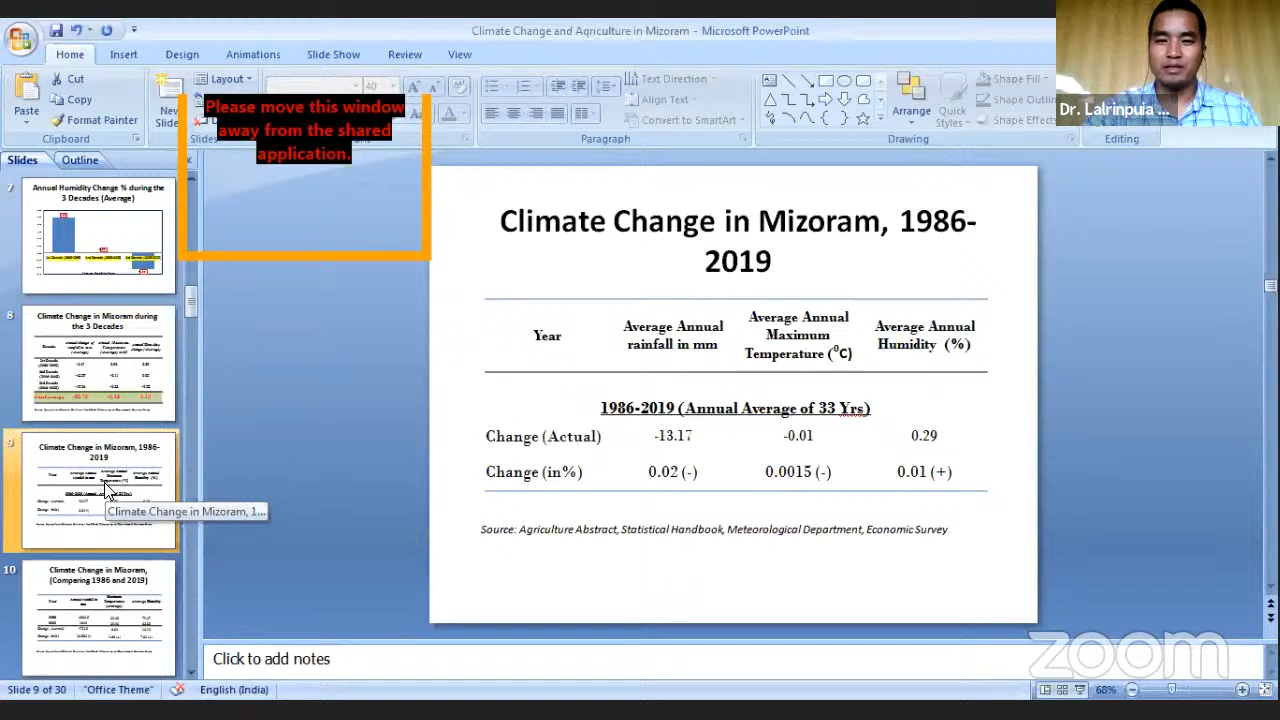 Climate Change and Agriculture in Mizoram - Microsoft PowerPoint
Home Insert Design Animations Slide Show Review View
Cut
Copy
Format Painter
Paste
Clipboard
New
Slide
Layout
Slides
40
Paragraph
Text Direction
Align Text
Convert to SmartArt
Arrange
Quick
Styles
Shape Fill
Shape Outline
Shape Effects
Drawing
Editing
Dr. Lalrinpuia ...
Please move this window
away from the shared
application.
Slides Outline
7
Annual Humidity Change % during the
3 Decades (Average)
8
Climate Change in Mizoram during
the 3 Decades
9
Climate Change in Mizoram, 1986-
2019
Climate Change in Mizoram, 1...
10
Climate Change in Mizoram,
(Comparing 1986 and 2019)
Climate Change in Mizoram, 1986-
2019
Year
Average Annual
rainfall in mm
Average Annual
Maximum
Temperature (⁰C)
Average Annual
Humidity (%)
1986-2019 (Annual Average of 33 Yrs)
Change (Actual) -13.17 -0.01 0.29
Change (in%) 0.02 (-) 0.0015 (-) 0.01 (+)
Source: Agriculture Abstract, Statistical Handbook, Meteorological Department, Economic Survey
zoom
Click to add notes
Slide 9 of 30 "Office Theme" English (India) 68%